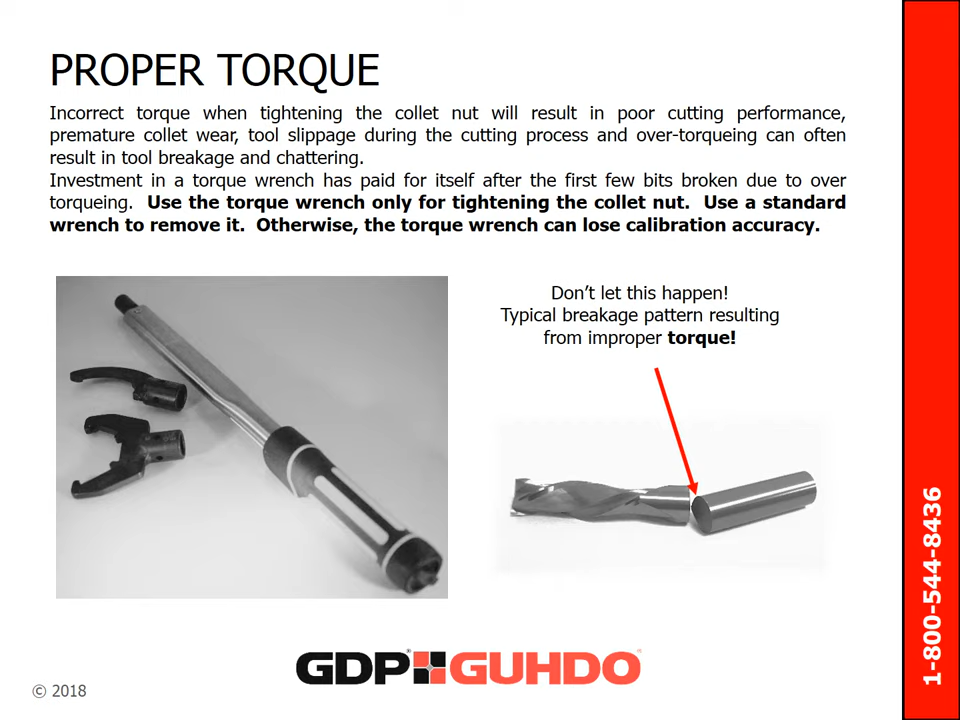 PROPER TORQUE
Incorrect torque when tightening the collet nut will result in poor cutting performance,
premature collet wear, tool slippage during the cutting process and over-torqueing can often
result in tool breakage and chattering.
Investment in a torque wrench has paid for itself after the first few bits broken due to over
torqueing.  Use the torque wrench only for tightening the collet nut.  Use a standard
wrench to remove it.  Otherwise, the torque wrench can lose calibration accuracy.
Don’t let this happen!
Typical breakage pattern resulting
from improper torque!
1-800-544-8436
GDP® GUHDO®
© 2018